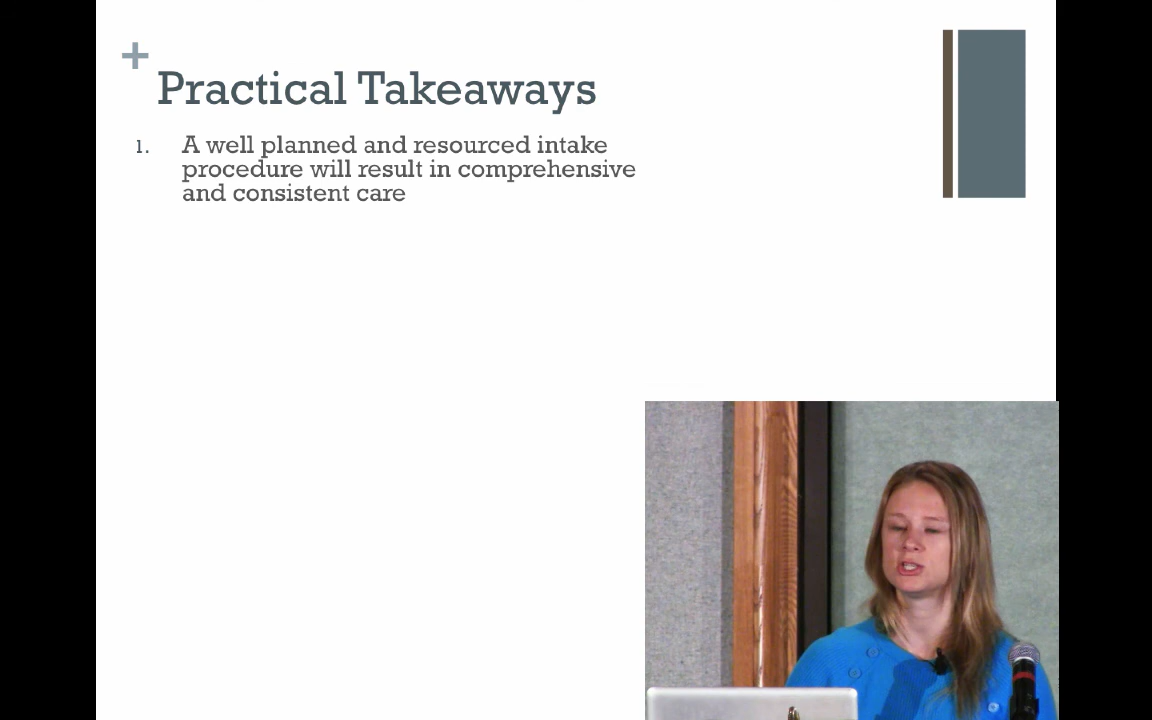 +
Practical Takeaways
1. A well planned and resourced intake
procedure will result in comprehensive
and consistent care